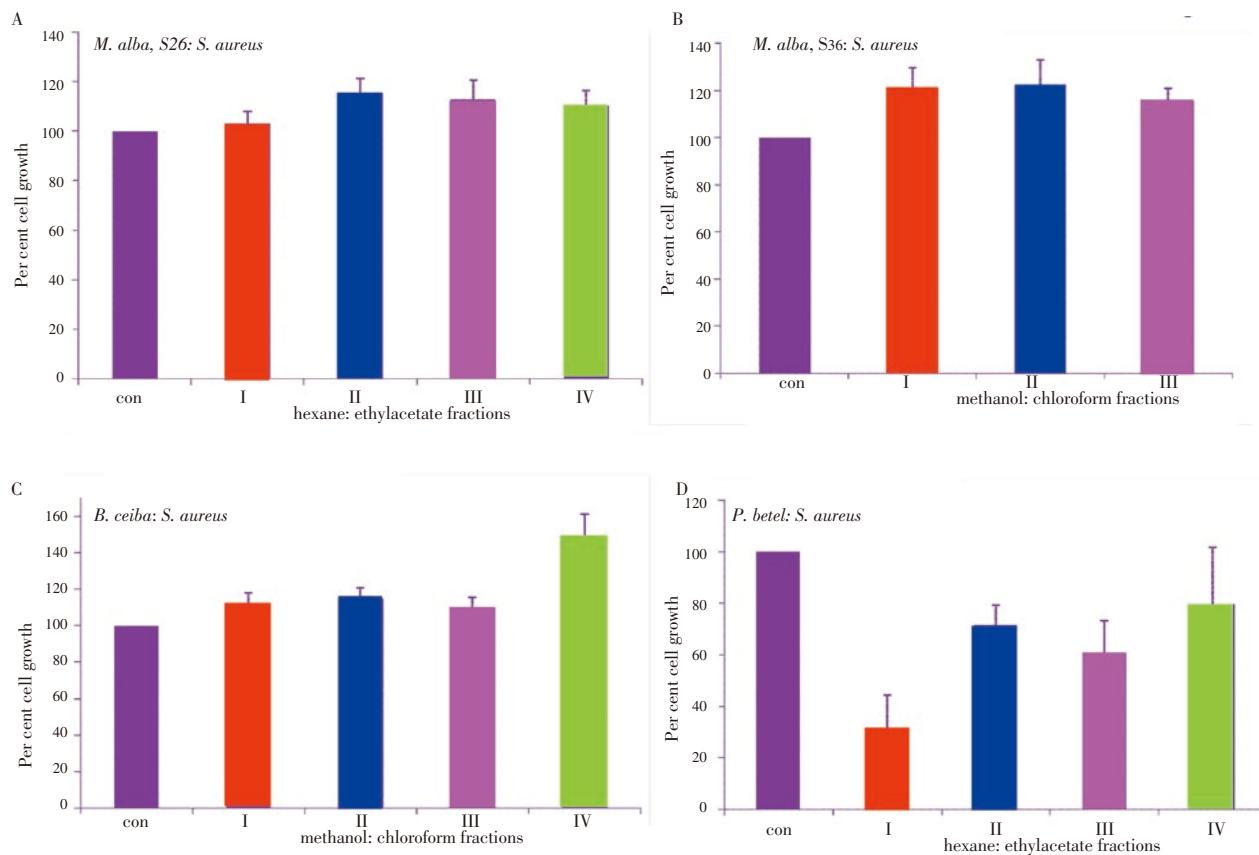 A
M. alba, S26: S. aureus
Per cent cell growth
140
120
100
80
60
40
20
0
con I II III IV
hexane: ethylacetate fractions
B
M. alba, S36: S. aureus
Per cent cell growth
140
120
100
80
60
40
20
0
con I II III
methanol: chloroform fractions
C
B. ceiba: S. aureus
Per cent cell growth
160
140
120
100
80
60
40
20
0
con I II III IV
methanol: chloroform fractions
D
P. betel: S. aureus
Per cent cell growth
120
100
80
60
40
20
0
con I II III IV
hexane: ethylacetate fractions